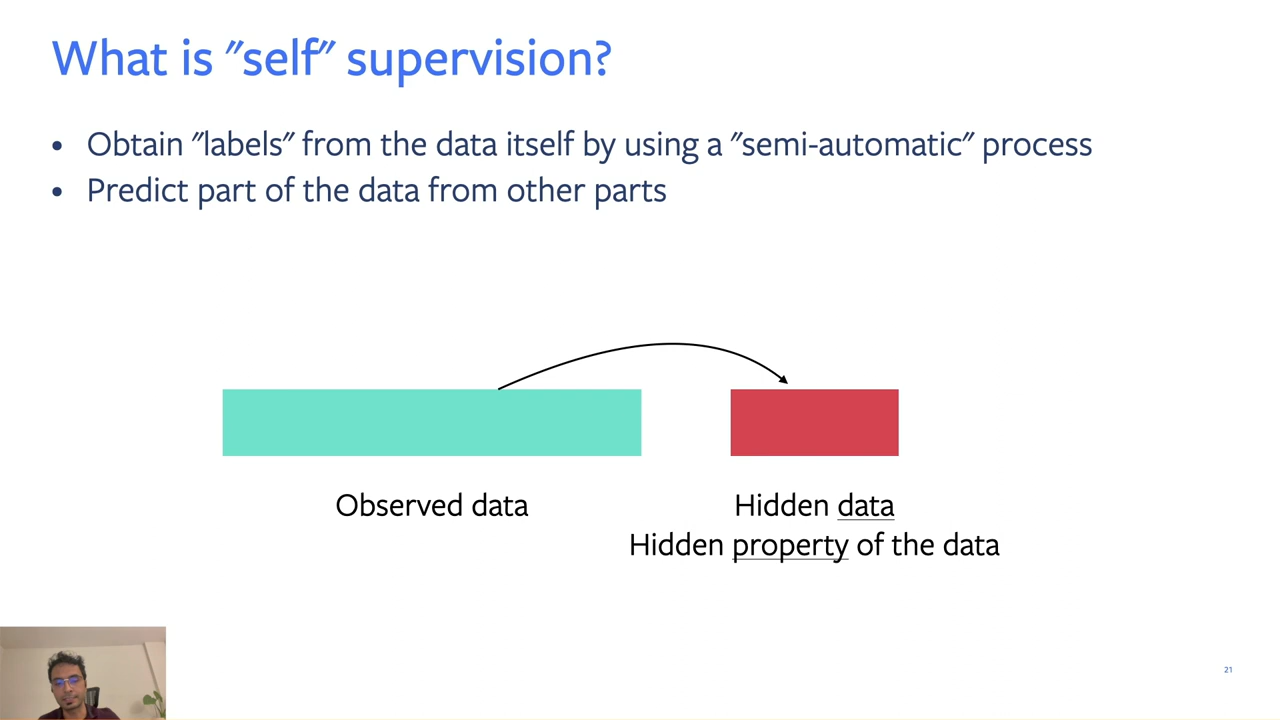 What is "self" supervision?
• Obtain "labels" from the data itself by using a "semi-automatic" process
• Predict part of the data from other parts
Observed data
Hidden data
Hidden property of the data
21